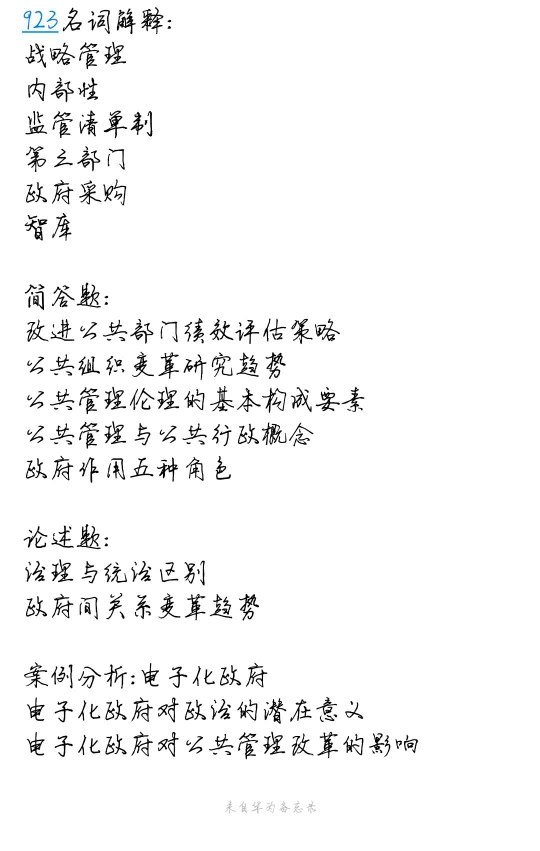 923名词解释:
战略管理
内部性
监管清单制
第三部门
政府采购
智库
简答题:
改进公共部门绩效评估策略
公共组织变革研究趋势
公共管理伦理的基本构成要素
公共管理与公共行政概念
政府作用五种角色
论述题:
治理与统治区别
政府间关系变革趋势
案例分析:电子化政府
电子化政府对政治的潜在意义
电子化政府对公共管理改革的影响
来自华为备忘录